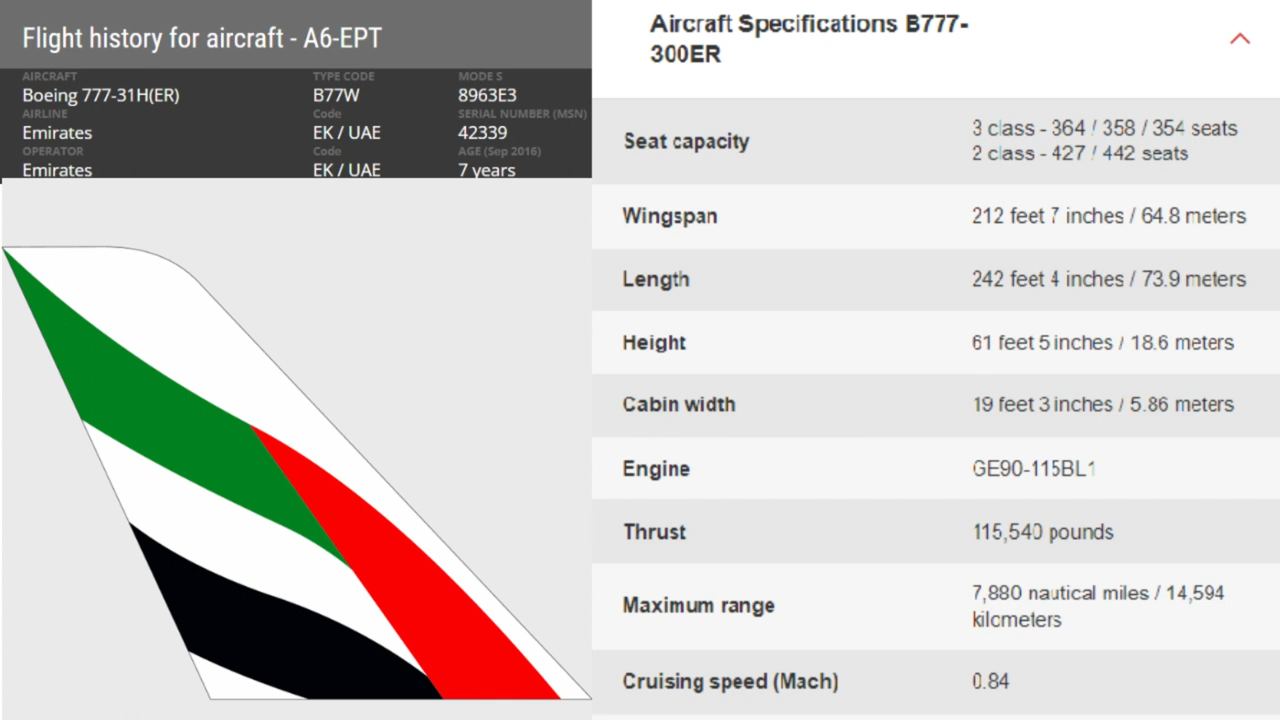 Flight history for aircraft - A6-EPT
AIRCRAFT TYPE CODE MODE S
Boeing 777-31H(ER) B77W 8963E3
AIRLINE Code SERIAL NUMBER (MSN)
Emirates EK / UAE 42339
OPERATOR Code AGE (Sep 2016)
Emirates EK / UAE 7 years
Aircraft Specifications B777-
300ER
Seat capacity 3 class - 364 / 358 / 354 seats
2 class - 427 / 442 seats
Wingspan 212 feet 7 inches / 64.8 meters
Length 242 feet 4 inches / 73.9 meters
Height 61 feet 5 inches / 18.6 meters
Cabin width 19 feet 3 inches / 5.86 meters
Engine GE90-115BL1
Thrust 115,540 pounds
Maximum range 7,880 nautical miles / 14,594
kilometers
Cruising speed (Mach) 0.84